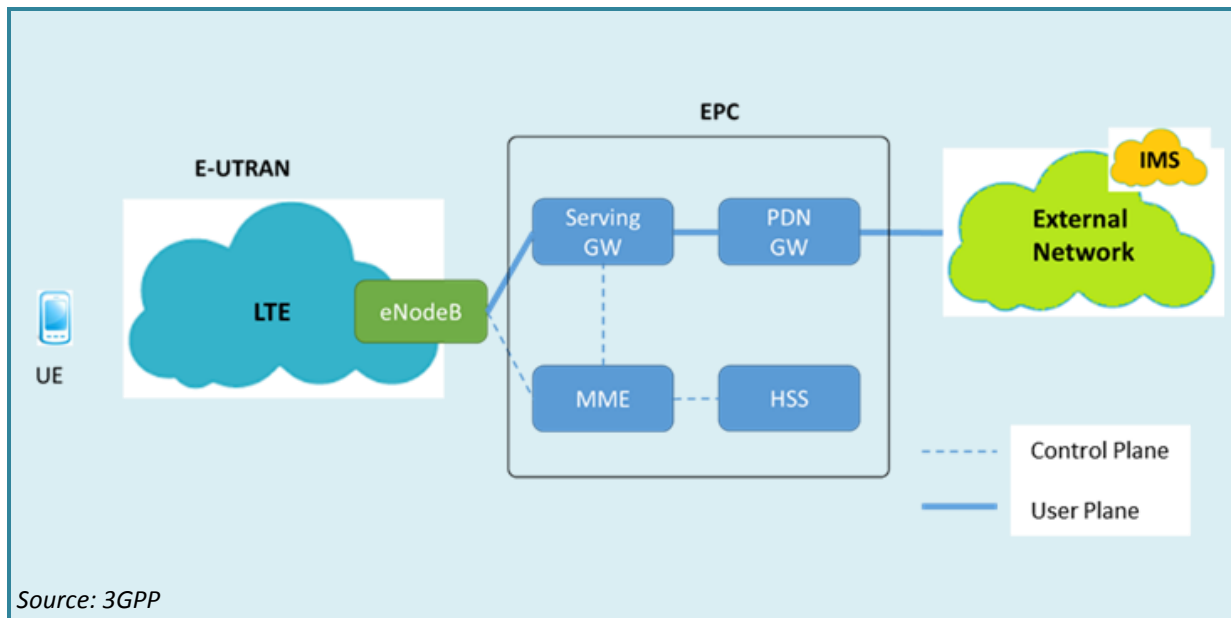 EPC
E-UTRAN
IMS
Serving
GW
PDN
GW
External
Network
LTE
eNodeB
UE
MME
HSS
Control Plane
User Plane
Source: 3GPP